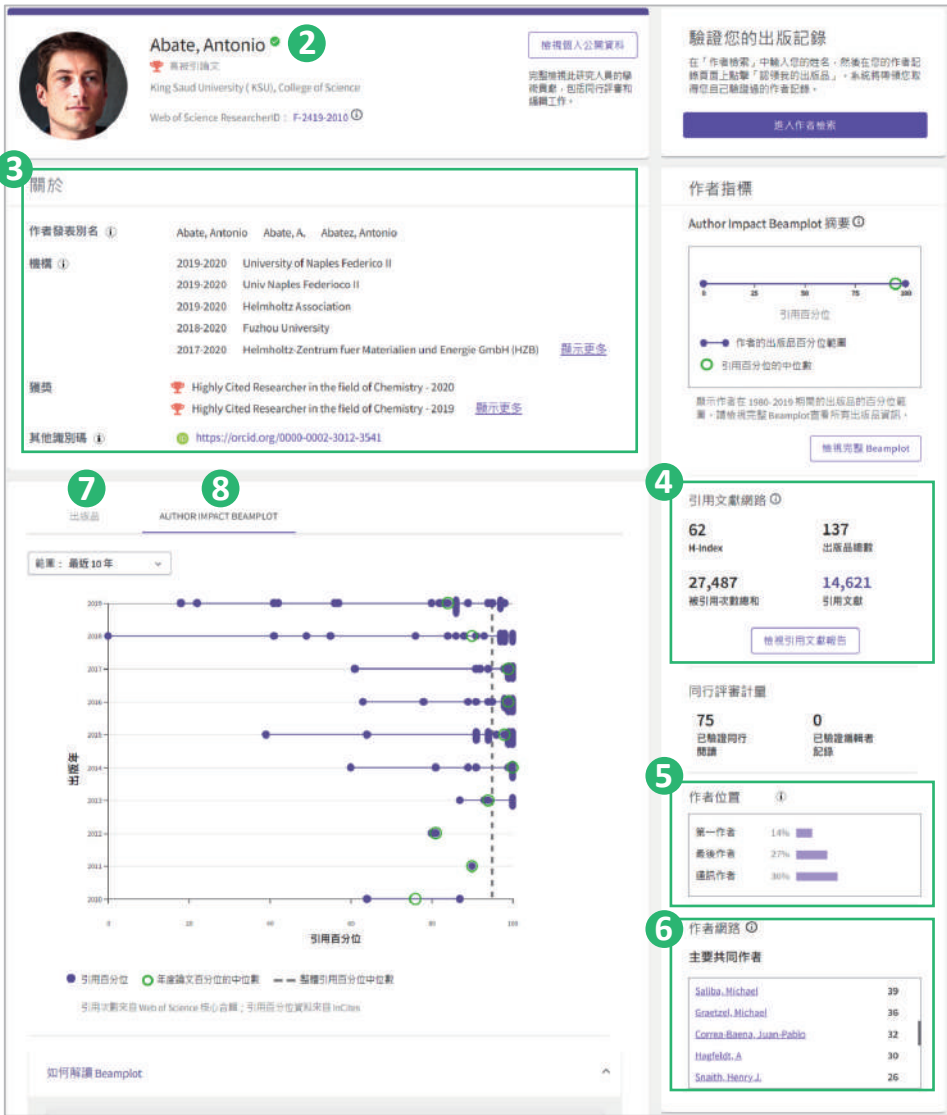 Abate, Antonio
2
高被引論文
King Saud University ( KSU), College of Science
Web of Science ResearcherID： F-2419-2010
檢視個人公開資料
完整檢視此研究人員的學
術貢獻，包括同行評審和
編輯工作。
驗證您的出版記錄
在「作者檢索」中輸入您的姓名，然後在您的作者記
錄頁面上點擊「認領我的出版品」。系統將帶領您取
得您自己驗證過的作者記錄。
進入作者檢索
3
關於
作者發表別名
Abate, Antonio Abate, A. Abatez, Antonio
機構
2019-2020 University of Naples Federico II
2019-2020 Univ Naples Federioco II
2019-2020 Helmholtz Association
2018-2020 Fuzhou University
2017-2020 Helmholtz-Zentrum fuer Materialien und Energie GmbH (HZB) 顯示更多
獲獎
Highly Cited Researcher in the field of Chemistry - 2020
Highly Cited Researcher in the field of Chemistry - 2019 顯示更多
其他識別碼
https://orcid.org/0000-0002-3012-3541
作者指標
Author Impact Beamplot 摘要
0 25 50 75 100
引用百分位
作者的出版品百分位範圍
引用百分位的中位數
顯示作者在 1980-2019 期間的出版品的百分位範
圍。請檢視完整 Beamplot查看所有出版品資訊。
檢視完整 Beamplot
4
引用文獻網路
62 137
H-Index 出版品總數
27,487 14,621
被引用次數總和 引用文獻
檢視引用文獻報告
同行評審計量
75 0
已驗證同行 已驗證編輯者
閱讀 記錄
5
作者位置
第一作者 14%
最後作者 27%
通訊作者 36%
6
作者網路
主要共同作者
Saliba, Michael 39
Graetzel, Michael 36
Correa-Baena, Juan-Pablo 32
Hagfeldt, A 30
Snaith, Henry J. 26
7
出版品
8
AUTHOR IMPACT BEAMPLOT
範圍： 最近 10 年
2019
2018
2017
2016
2015
2014
2013
2012
2011
2010
出版年
0 20 40 60 80 100
引用百分位
引用百分位 年度論文百分位的中位數 整體引用百分位中位數
引用次數來自 Web of Science 核心合輯；引用百分位資料來自 InCites
如何解讀 Beamplot